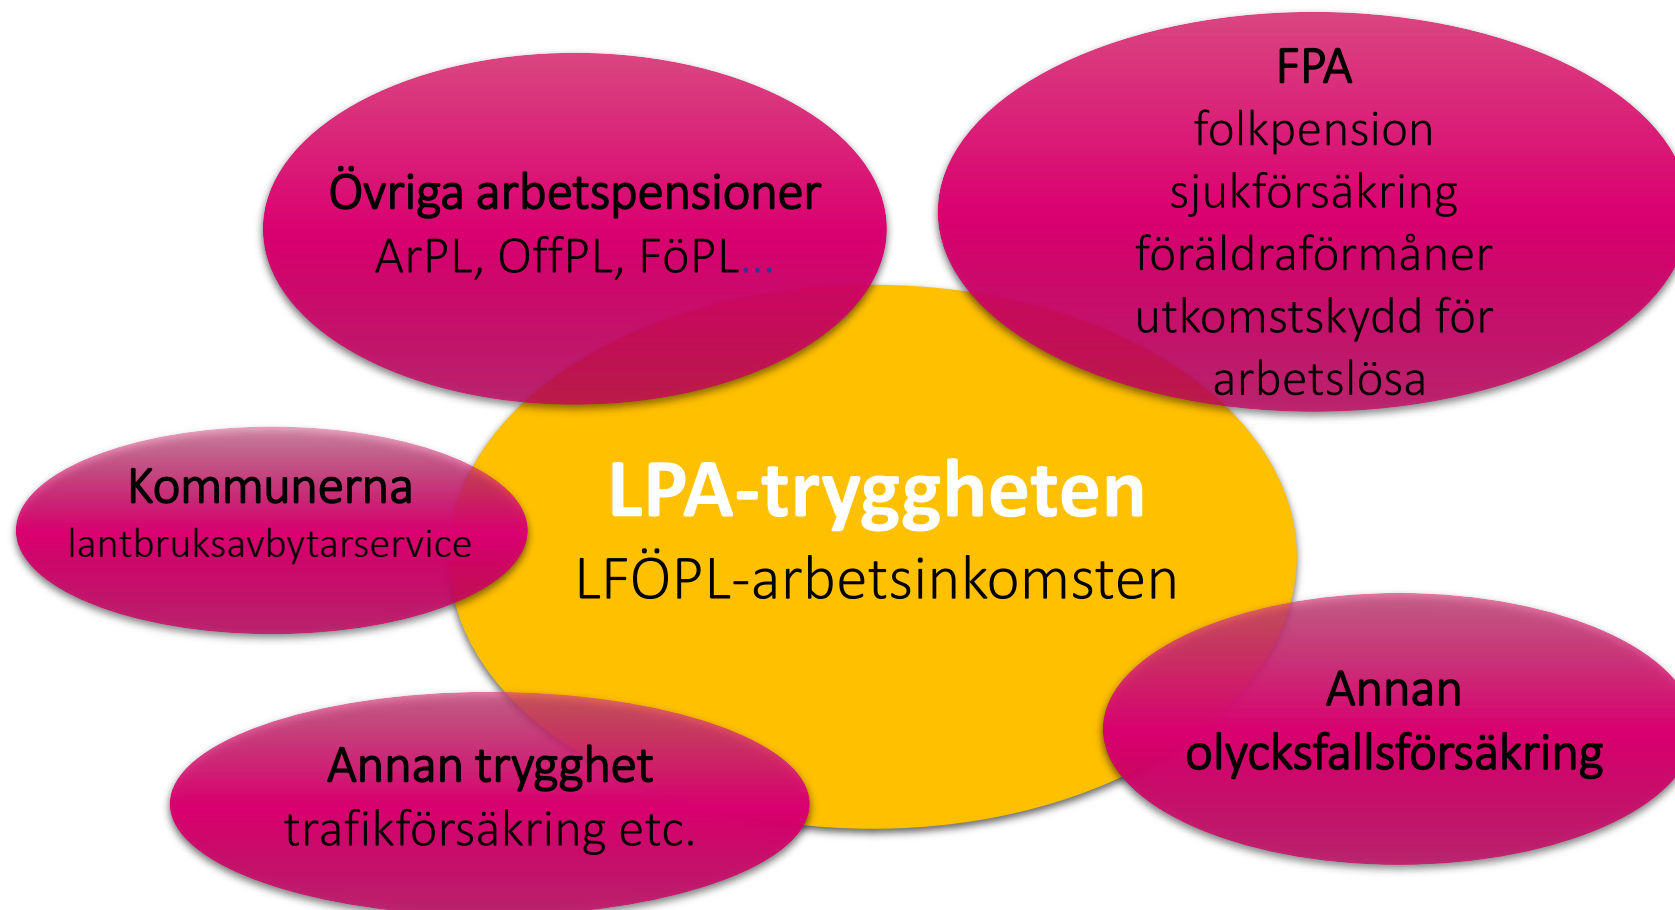 FPA
folkpension
sjukförsäkring
föräldraförmåner
utkomstskydd för
arbetslösa
Övriga arbetspensioner
ArPL, OffPL, FöPL...
Kommunerna
lantbruksavbytarservice
LPA-tryggheten
LFÖPL-arbetsinkomsten
Annan
olycksfallsförsäkring
Annan trygghet
trafikförsäkring etc.